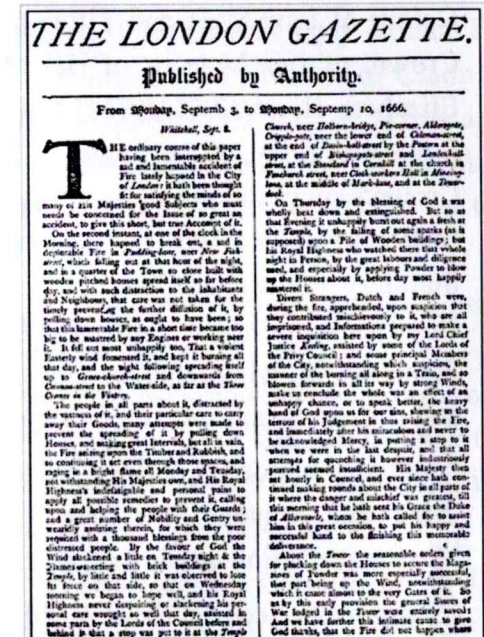 THE LONDON GAZETTE.
Published by Authority.
From Monday, Septemb 3, to Monday, Septemp 10, 1666.
Whitehall, Sept. 8.
THE ordinary course of this paper
having been interrupted by a
sad and lamentable accident of
Fire lately hapned in the City
of London: it hath been thought
fit for satisfying the minds of so
many of His Majesties good Subjects who must
needs be concerned for the Issue of so great an
accident, to give this short, but true Accompt of it.
On the second instant, at one of the clock in the
Morning, there hapned to break out, a sad
deplorable Fire in Pudding-lane, neer New Fish-
street, which falling out at that hour of the night,
and in a quarter of the Town so close built with
wooden pitched houses spread itself so far before
day, and with such distraction to the inhabitants
and Neighbours, that care was not taken for the
timely preventing the further diffusion of it, by
pulling down houses, as ought to have been; so
that this lamentable Fire in a short time became too
big to be mastred by any Engines or working neer
it. It fell out most unhappily too, That a violent
Easterly wind fomented it, and kept it burning all
that day, and the night following spreading itself
up to Grace-church-street and downwards from
Cannon-street to the Water-side, as far as the Three
Cranes in the Vintrey.
The people in all parts about it, distracted by
the vastness of it, and their particular care to carry
away their Goods, many attempts were made to
prevent the spreading of it by pulling down
Houses, and making great Intervals, but all in vain,
the Fire seizing upon the Timber and Rubbish, and
so continuing it set even through those spaces, and
raging in a bright flame all Monday and Tuesday,
not withstanding His Majesties own, and His Royal
Highness's indefatigable and personal pains to
apply all possible remedies to prevent it, calling
upon and helping the people with their Guards;
and a great number of Nobility and Gentry un-
weariedly assisting therein, for which they were
requited with a thousand blessings from the poor
distressed people. By the favour of God the
Wind slackened a little on Tuesday night & the
Flames meeting with brick buildings at the
Temple, by little and little it was observed to lose
its force on that side, so that on Wednesday
morning we began to hope well, and his Royal
Highness never despairing or slackening his per-
sonal care wrought so well that day, assisted in
some parts by the Lords of the Council before and
behind it that a stop was put to it at the Temple
Church, neer Holborn-bridge, Pie-corner, Aldersgate,
Cripple-gate, neer the lower end of Coleman-street,
at the end of Basin-hall-street by the Postern at the
upper end of Bishopsgate-street and Leadenhall-
street, at the Standard in Cornhill at the church in
Fenchurch street, neer Cloth-workers Hall in Mincing-
lane, at the middle of Mark-lane, and at the Tower-
dock.
On Thursday by the blessing of God it was
wholly beat down and extinguished. But so as
that Evening it unhappily burst out again a fresh at
the Temple, by the falling of some sparks (as is
supposed) upon a Pile of Wooden buildings; but
his Royal Highness who watched there that whole
night in Person, by the great labours and diligence
used, and especially by applying Powder to blow
up the Houses about it, before day most happily
mastered it.
Divers Strangers, Dutch and French were,
during the fire, apprehended, upon suspicion that
they contributed mischievously to it, who are all
imprisoned, and Informations prepared to make a
severe inquisition here upon by my Lord Chief
Justice Keeling, assisted by some of the Lords of
the Privy Council; and some principal Members
of the City, notwithstanding which suspicion, the
manner of the burning all along in a Train, and so
blowen forwards in all its way by strong Winds,
make us conclude the whole was an effect of an
unhappy chance, or to speak better, the heavy
hand of God upon us for our sins, shewing us the
terrour of his Judgement in thus raising the Fire,
and immediately after his miraculous and never to
be acknowledged Mercy, in putting a stop to it
when we were in the last despair, and that all
attempts for quenching it however industriously
pursued seemed insufficient. His Majesty then
sat hourly in Councel, and ever since hath con-
tinued making rounds about the City in all parts of
it where the danger and mischief was greatest, till
this morning that he hath sent his Grace the Duke
of Albermarle, whom he hath called for to assist
him in this great occasion, to put his happy and
successful hand to the finishing this memorable
deliverance.
About the Tower the seasonable orders given
for plucking down the Houses to secure the Maga-
zines of Powder was more especially successful,
that part being up the Wind, notwithstanding
which it came almost to the very Gates of it. So
as by this early provision the general Stores of
War lodged in the Tower were entirely saved:
And we have further this infinite cause to give
God thanks, that the Fire did not happen where